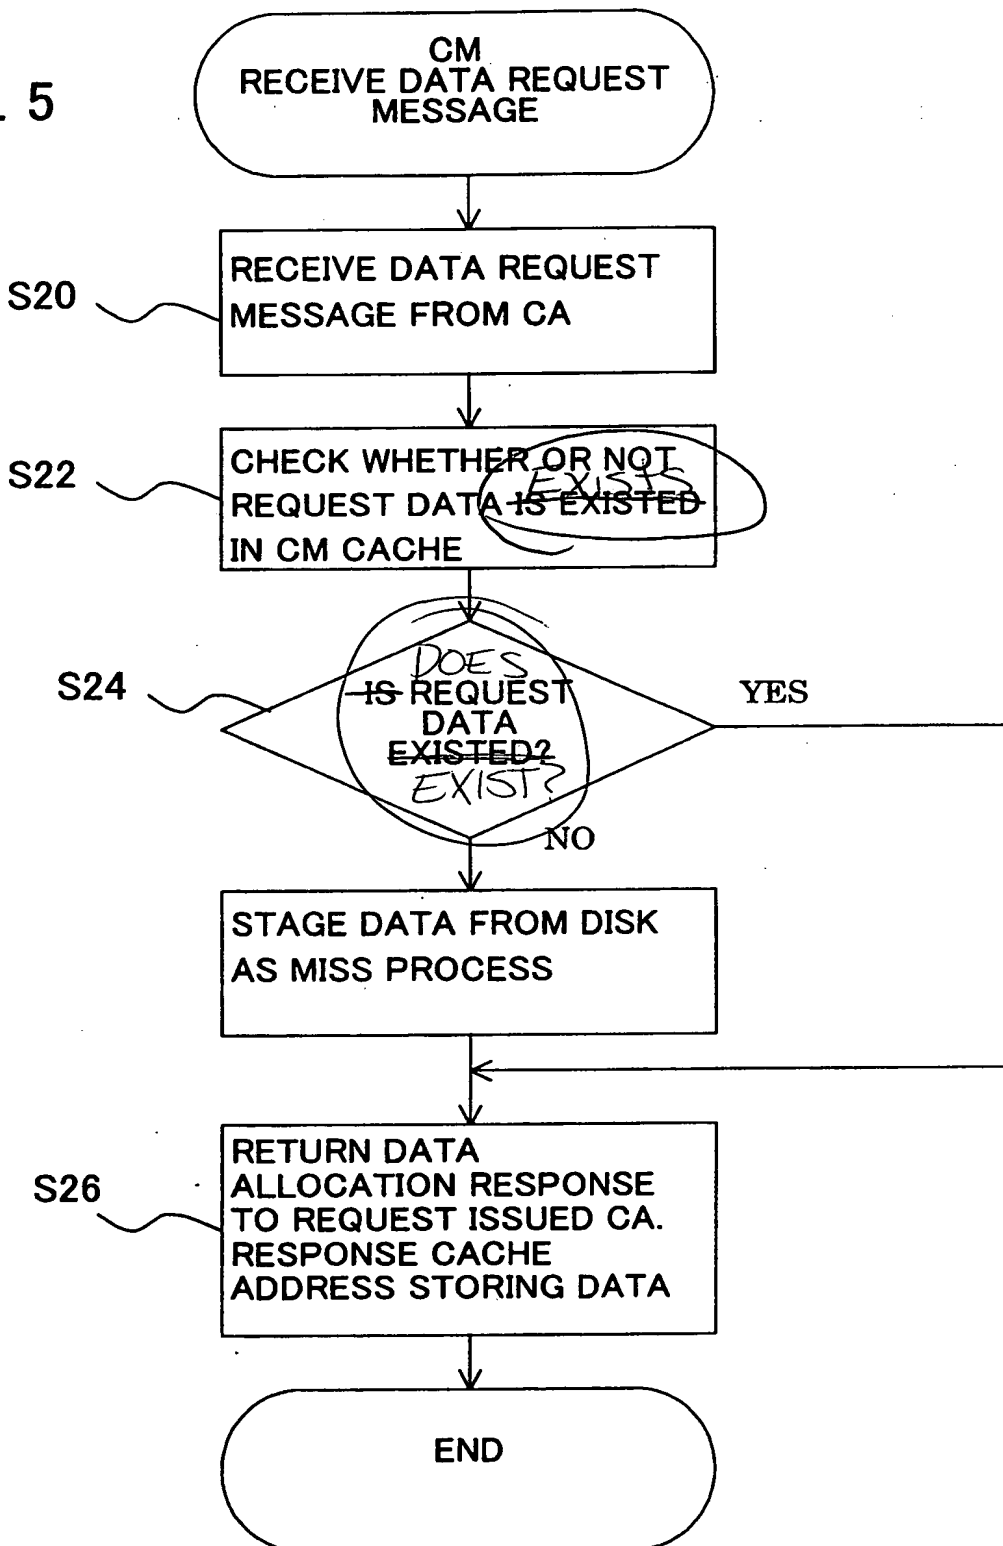 . 5
CM
RECEIVE DATA REQUEST
MESSAGE
S20
RECEIVE DATA REQUEST
MESSAGE FROM CA
S22
CHECK WHETHER OR NOT
EXISTS
REQUEST DATA IS EXISTED
IN CM CACHE
S24
DOES
IS REQUEST
DATA
EXISTED?
EXIST?
YES
NO
STAGE DATA FROM DISK
AS MISS PROCESS
S26
RETURN DATA
ALLOCATION RESPONSE
TO REQUEST ISSUED CA.
RESPONSE CACHE
ADDRESS STORING DATA
END